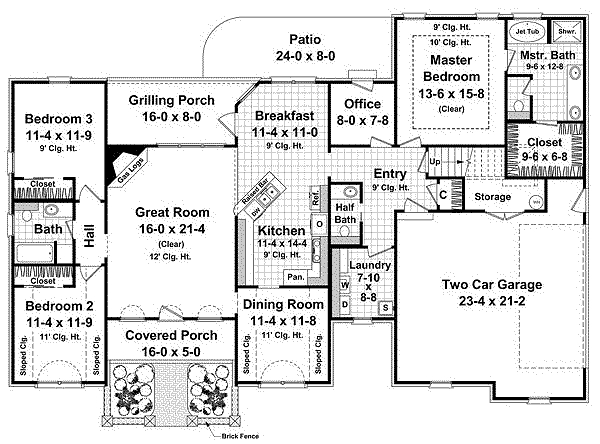 Patio
24-0 x 8-0
9' Clg. Ht.
10' Clg. Ht.
Master
Bedroom
13-6 x 15-8
(Clear)
Jet Tub
Shwr.
Mstr. Bath
9-6 x 12-8
Bedroom 3
11-4 x 11-9
9' Clg. Ht.
Closet
Grilling Porch
16-0 x 8-0
Breakfast
11-4 x 11-0
9' Clg. Ht.
Office
8-0 x 7-8
Closet
9-6 x 6-8
Gas Logs
Entry
9' Clg. Ht.
Up
C
Storage
Raised Bar
DW
Ref.
Half
Bath
Great Room
16-0 x 21-4
(Clear)
12' Clg. Ht.
Bath
Hall
Kitchen
11-4 x 14-4
9' Clg. Ht.
O
Pan.
Laundry
7-10
x
8-8
W
D
S
Two Car Garage
23-4 x 21-2
Closet
Bedroom 2
11-4 x 11-9
11' Clg. Ht.
Sloped Clg.
Sloped Clg.
Covered Porch
16-0 x 5-0
Dining Room
11-4 x 11-8
11' Clg. Ht.
Sloped Clg.
Sloped Clg.
Brick Fence